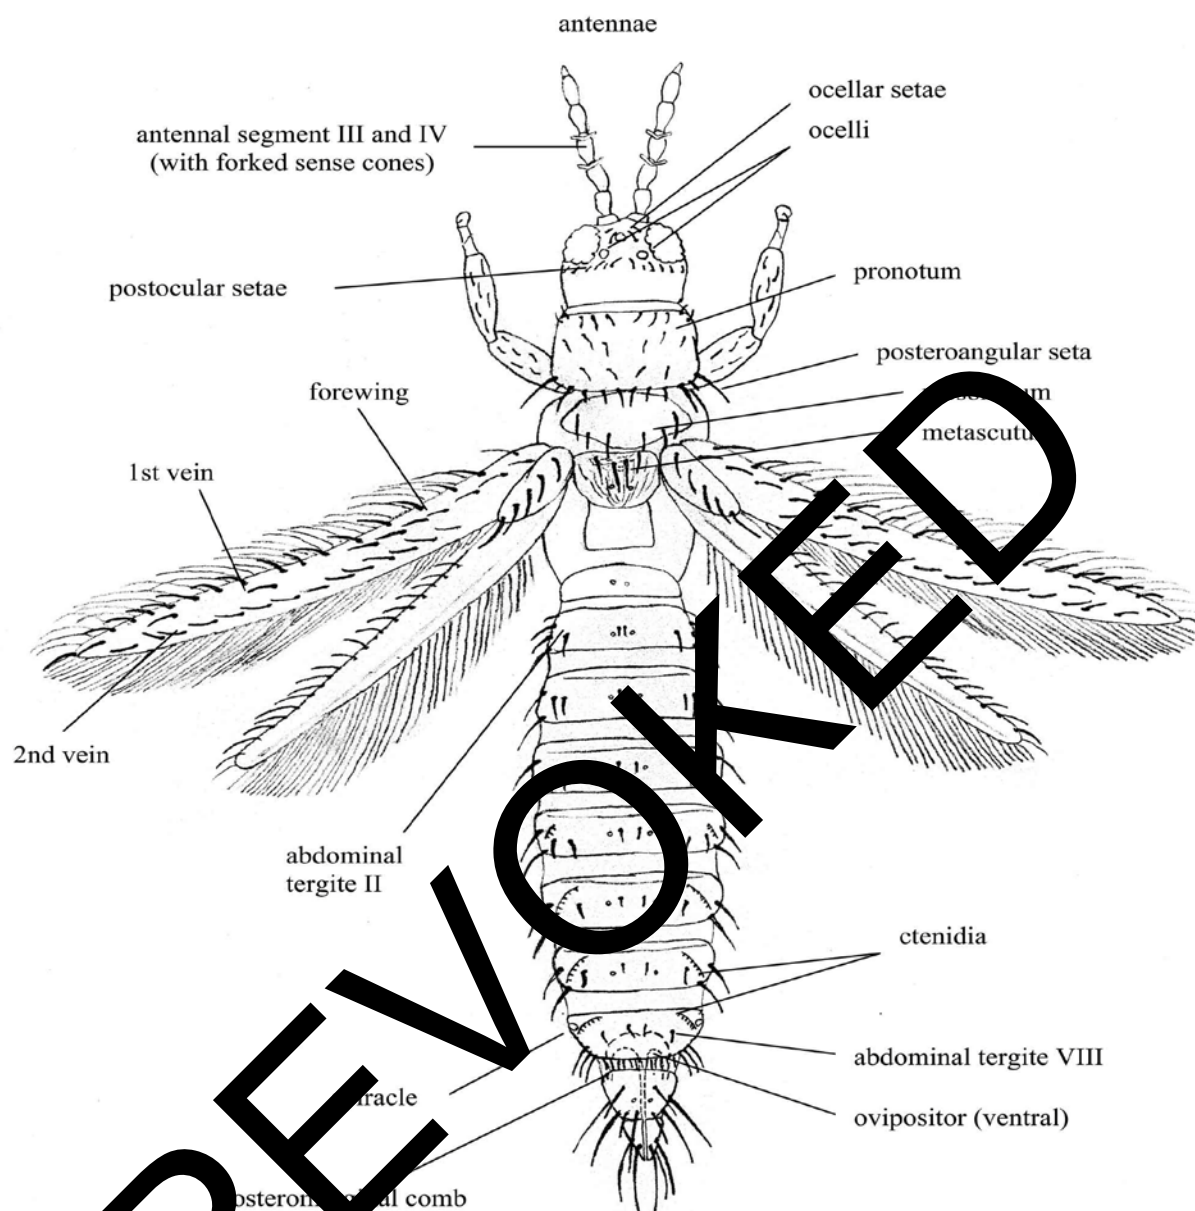 antennae
ocellar setae
ocelli
antennal segment III and IV
(with forked sense cones)
postocular setae
pronotum
posteroangular seta
forewing
metascutum
1st vein
2nd vein
abdominal
tergite II
ctenidia
abdominal tergite VIII
ovipositor (ventral)
comb
REVOKED